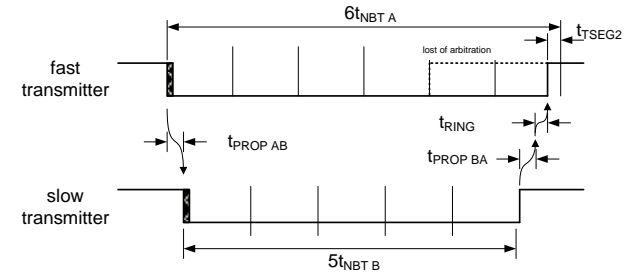 6tNBT A
tTSEG2
lost of arbitration
fast
transmitter
tRING
tPROP AB
tPROP BA
slow
transmitter
5tNBT B